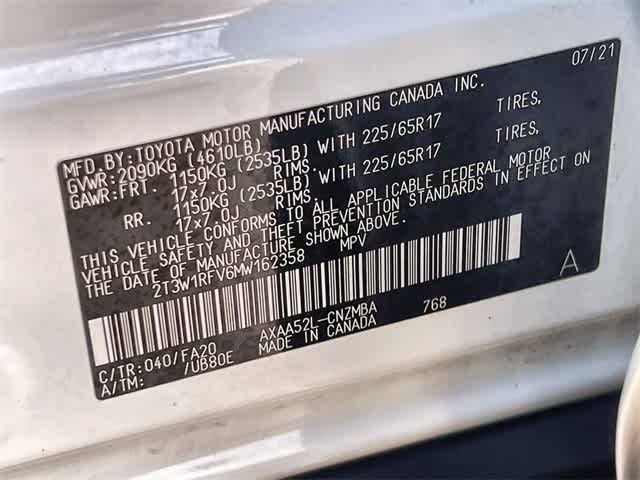 07/21
MFD.BY:TOYOTA MOTOR MANUFACTURING CANADA INC.
GVWR:2090KG (4610LB)
GAWR:FRT. 1150KG (2535LB) WITH 225/65R17 TIRES,
17x7.0J RIMS.
RR. 1150KG (2535LB) WITH 225/65R17 TIRES,
17x7.0J RIMS.
THIS VEHICLE CONFORMS TO ALL APPLICABLE FEDERAL MOTOR
VEHICLE SAFETY AND THEFT PREVENTION STANDARDS IN EFFECT ON
THE DATE OF MANUFACTURE SHOWN ABOVE.
2T3W1RFV6MW162358 MPV
A
C/TR:040/FA20 AXAA52L-CNZMBA 768
A/TM: /UB80E MADE IN CANADA